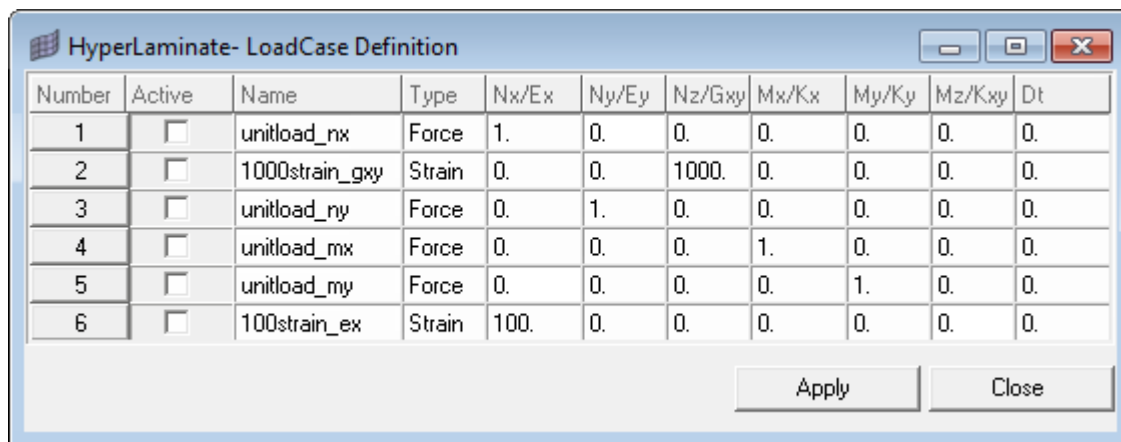 HyperLaminate- LoadCase Definition
Number Active Name Type Nx/Ex Ny/Ey Nz/Gxy Mx/Kx My/Ky Mz/Kxy Dt
1 unitload_nx Force 1. 0. 0. 0. 0. 0. 0.
2 1000strain_gxy Strain 0. 0. 1000. 0. 0. 0. 0.
3 unitload_ny Force 0. 1. 0. 0. 0. 0. 0.
4 unitload_mx Force 0. 0. 0. 1. 0. 0. 0.
5 unitload_my Force 0. 0. 0. 0. 1. 0. 0.
6 100strain_ex Strain 100. 0. 0. 0. 0. 0. 0.
Apply Close